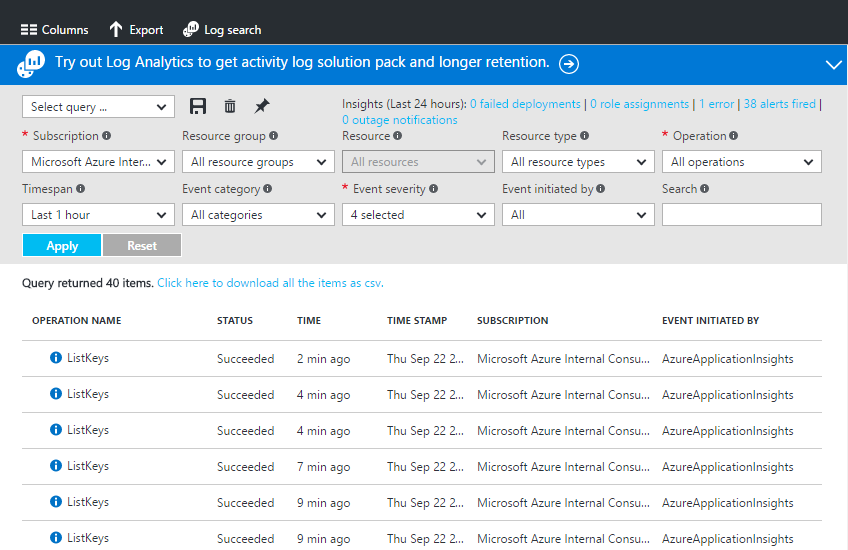 Columns Export Log search
Try out Log Analytics to get activity log solution pack and longer retention.
Select query ...
Insights (Last 24 hours): 0 failed deployments | 0 role assignments | 1 error | 38 alerts fired |
0 outage notifications
* Subscription Resource group Resource Resource type * Operation
Microsoft Azure Inter... All resource groups All resources All resource types All operations
Timespan Event category * Event severity Event initiated by Search
Last 1 hour All categories 4 selected All
Apply Reset
Query returned 40 items. Click here to download all the items as csv.
OPERATION NAME STATUS TIME TIME STAMP SUBSCRIPTION EVENT INITIATED BY
ListKeys Succeeded 2 min ago Thu Sep 22 2... Microsoft Azure Internal Consu... AzureApplicationInsights
ListKeys Succeeded 4 min ago Thu Sep 22 2... Microsoft Azure Internal Consu... AzureApplicationInsights
ListKeys Succeeded 4 min ago Thu Sep 22 2... Microsoft Azure Internal Consu... AzureApplicationInsights
ListKeys Succeeded 7 min ago Thu Sep 22 2... Microsoft Azure Internal Consu... AzureApplicationInsights
ListKeys Succeeded 9 min ago Thu Sep 22 2... Microsoft Azure Internal Consu... AzureApplicationInsights
ListKeys Succeeded 9 min ago Thu Sep 22 2... Microsoft Azure Internal Consu... AzureApplicationInsights